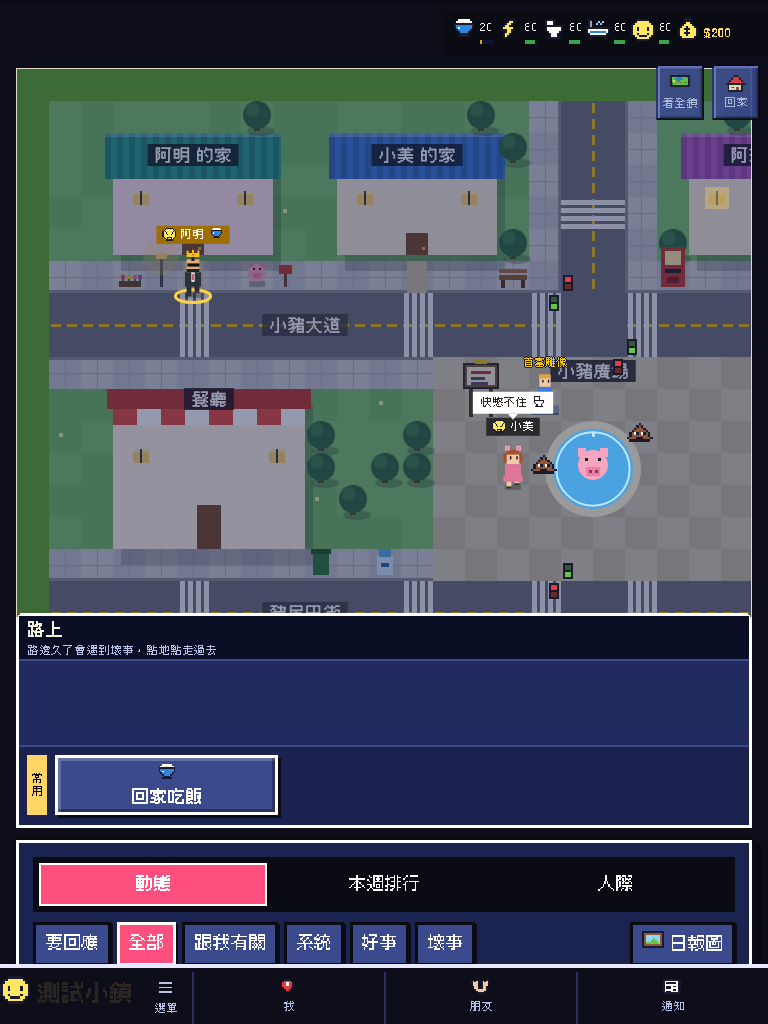 20 80 80 80 80 $200
看全鎮 回家
阿明 的家 小美 的家
阿明
小豬大道
首富雕像
小豬廣場
快憋不住
餐廳
小美
路上
路邊久了會遇到壞事，點地點走過去
常用
回家吃飯
動態 本週排行 人際
要回應 全部 跟我有關 系統 好事 壞事 日報圖
測試小鎮 選單 我 朋友 通知